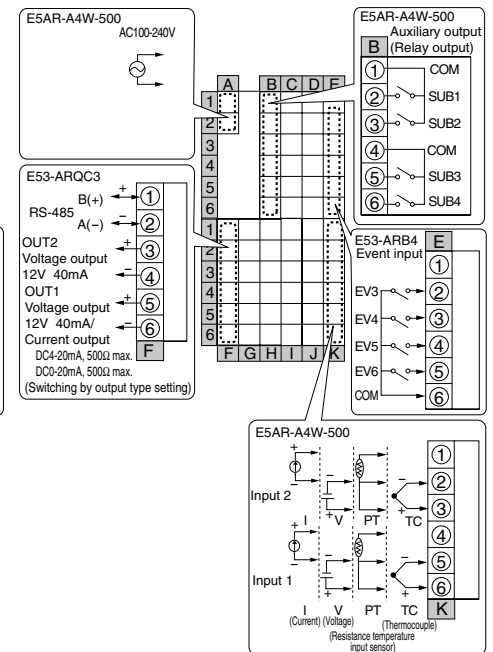 E5AR-A4W-500
AC100-240V
E5AR-A4W-500
Auxiliary output
B (Relay output)
1 COM
2 SUB1
3 SUB2
4 COM
5 SUB3
6 SUB4
A B C D E
1
2
3
4
5
6
1
2
3
4
5
6
F G H I J K
E53-ARQC3
+ 1
B(+)
RS-485
A(−) − 2
OUT2 + 3
Voltage output
12V 40mA − 4
OUT1
Voltage output + 5
12V 40mA/ − 6
Current output
DC4-20mA, 500Ω max. F
DC0-20mA, 500Ω max.
(Switching by output type setting)
E53-ARB4 E
Event input
1
EV3 2
EV4 3
EV5 4
EV6 5
COM 6
E5AR-A4W-500
+ − − 1
− 2
Input 2 + + 3
I V PT TC
+ − − 4
− 5
Input 1 + + 6
I V PT TC K
(Current) (Voltage) (Thermocouple)
(Resistance temperature
input sensor)